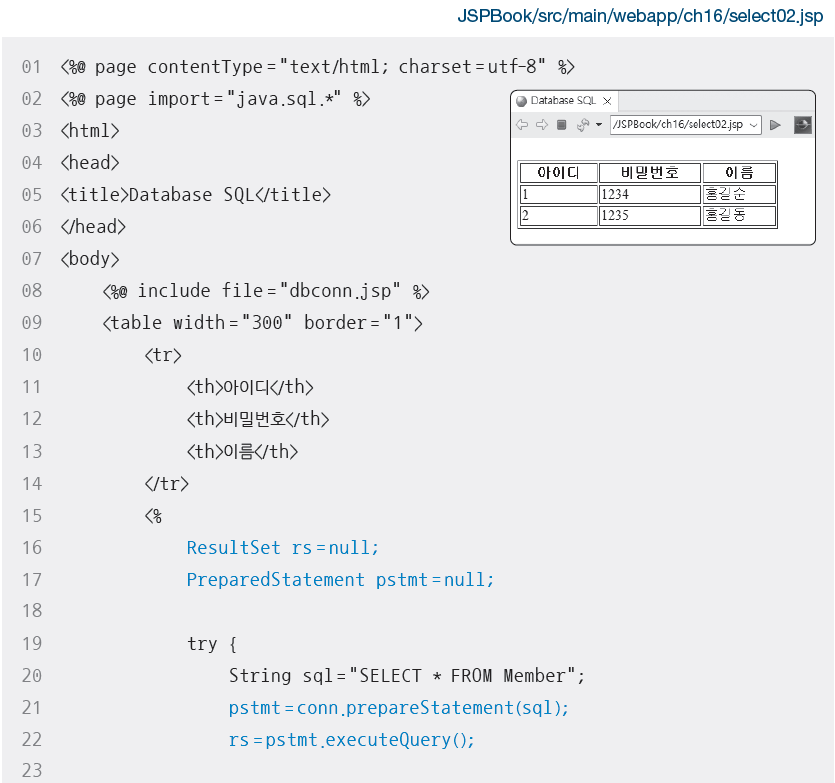 JSPBook/src/main/webapp/ch16/select02.jsp
01 <%@ page contentType="text/html; charset=utf-8" %>
02 <%@ page import="java.sql.*" %>
03 <html>
04 <head>
05 <title>Database SQL</title>
06 </head>
07 <body>
08 <%@ include file="dbconn.jsp" %>
09 <table width="300" border="1">
10 <tr>
11 <th>아이디</th>
12 <th>비밀번호</th>
13 <th>이름</th>
14 </tr>
15 <%
16 ResultSet rs=null;
17 PreparedStatement pstmt=null;
18
19 try {
20 String sql="SELECT * FROM Member";
21 pstmt=conn.prepareStatement(sql);
22 rs=pstmt.executeQuery();
23
Database SQL
/JSPBook/ch16/select02.jsp
아이디 비밀번호 이름
1 1234 홍길순
2 1235 홍길동